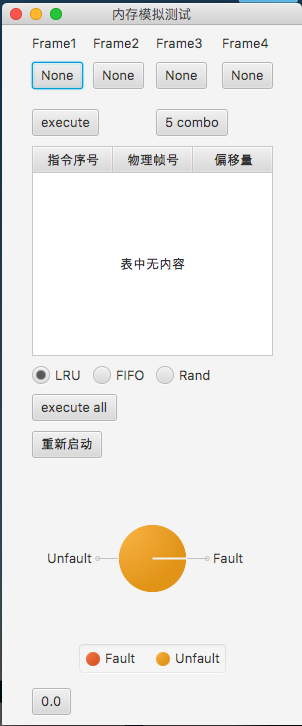 内存模拟测试
Frame1 Frame2 Frame3 Frame4
None None None None
execute 5 combo
指令序号 物理帧号 偏移量
表中无内容
LRU FIFO Rand
execute all
重新启动
Unfault Fault
Fault Unfault
0.0